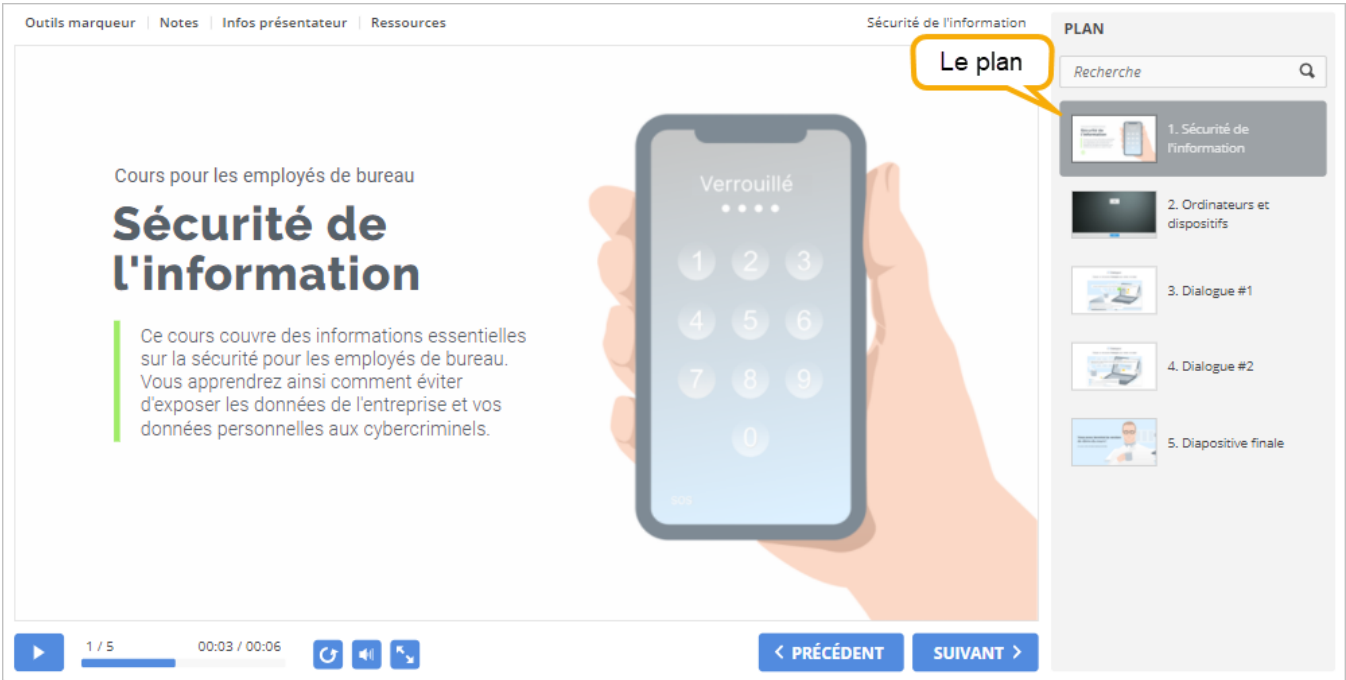 Outils marqueur | Notes | Infos présentateur | Ressources
Sécurité de l'information
PLAN
Le plan
Recherche
Cours pour les employés de bureau
Sécurité de
l'information
Ce cours couvre des informations essentielles
sur la sécurité pour les employés de bureau.
Vous apprendrez ainsi comment éviter
d'exposer les données de l'entreprise et vos
données personnelles aux cybercriminels.
Verrouillé
1 2 3
4 5 6
7 8 9
0
SOS
1. Sécurité de
l'information
2. Ordinateurs et
dispositifs
3. Dialogue #1
4. Dialogue #2
5. Diapositive finale
1 / 5
00:03 / 00:06
PRÉCÉDENT
SUIVANT